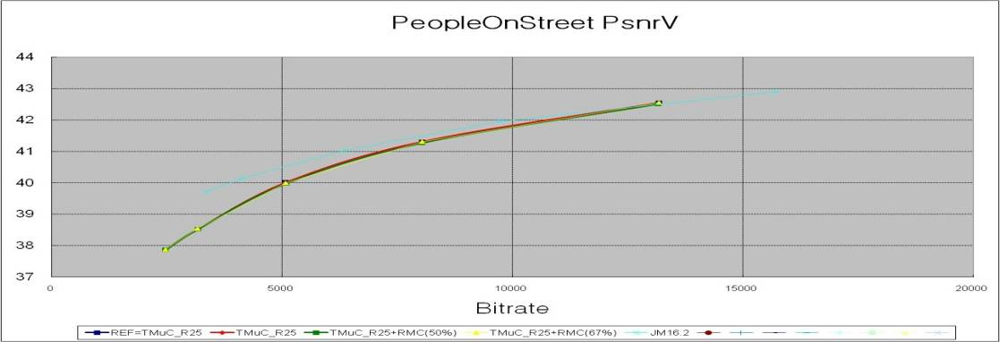 PeopleOnStreet PsnrV
44
43
42
41
40
39
38
37
0 5000 10000 15000 20000
Bitrate
REF=TMuC_R25 TMuC_R25 TMuC_R25+RMC(50%) TMuC_R25+RMC(67%) JM16.2